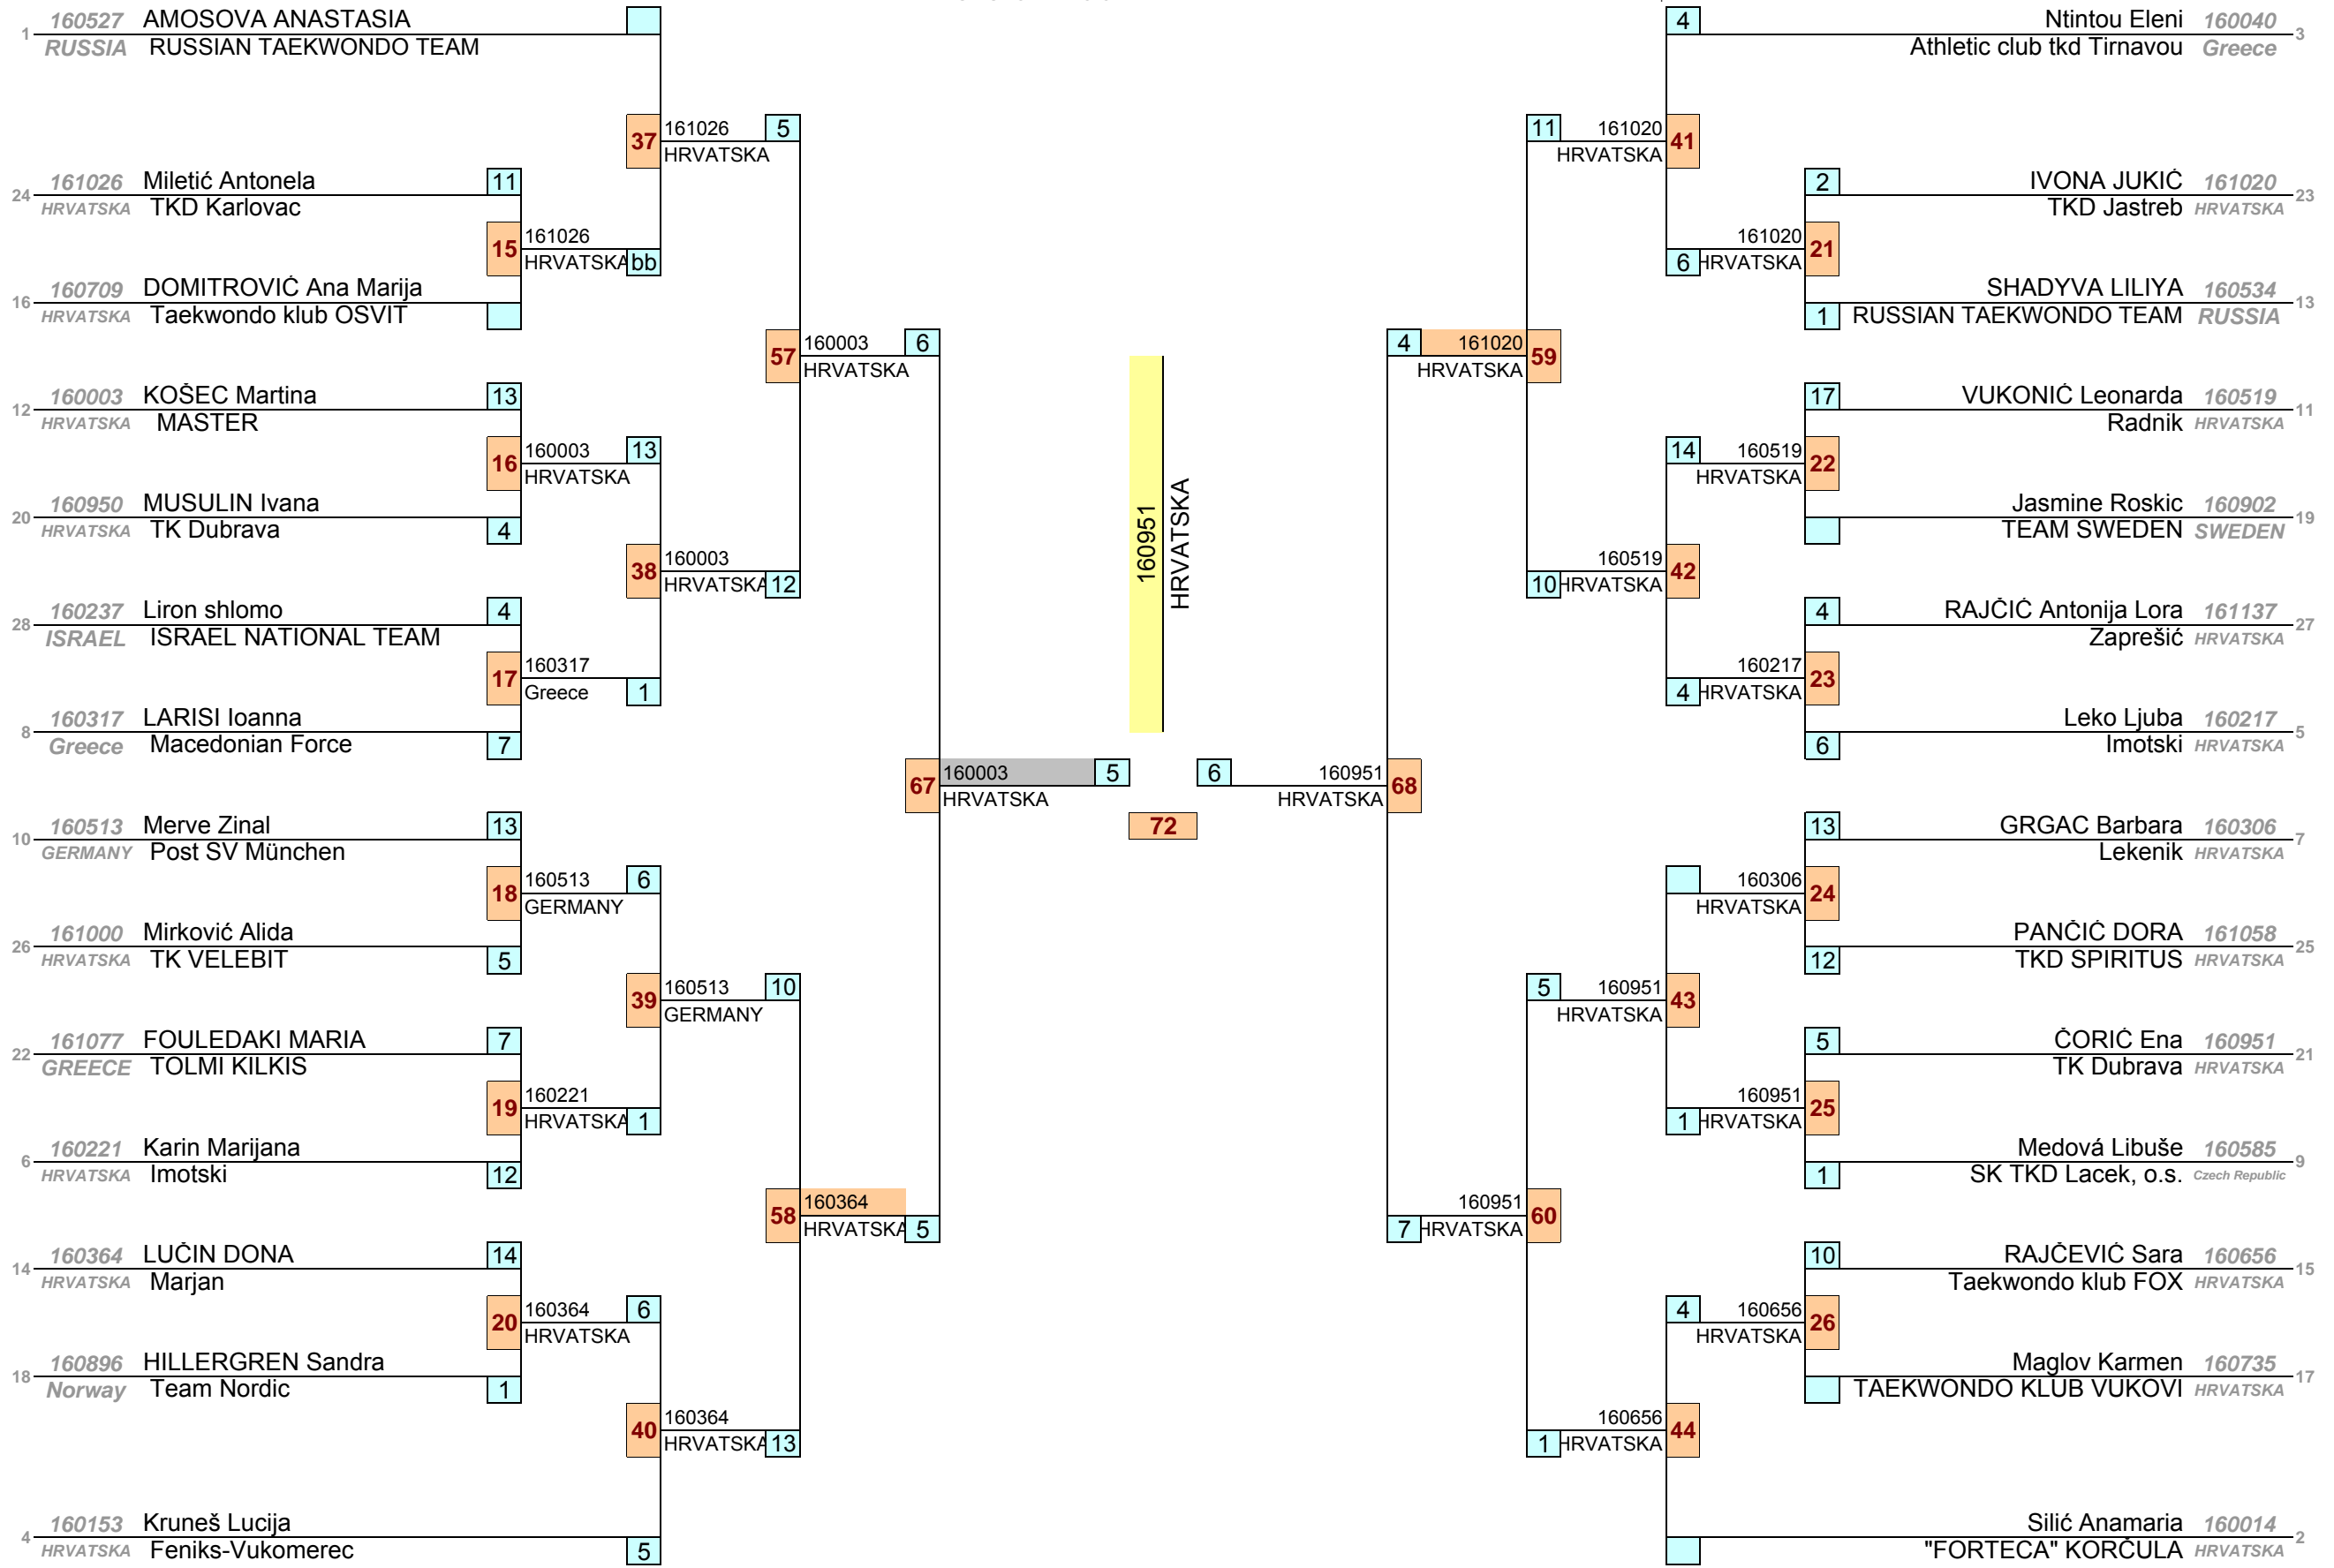 160527 AMOSOVA ANASTASIA
1 RUSSIA RUSSIAN TAEKWONDO TEAM
37 161026 5
HRVATSKA
161026 Miletić Antonela 11
24 HRVATSKA TKD Karlovac
15 161026
HRVATSKA bb
160709 DOMITROVIĆ Ana Marija
16 HRVATSKA Taekwondo klub OSVIT
57 160003 6
HRVATSKA
160003 KOŠEC Martina 13
12 HRVATSKA MASTER
16 160003 13
HRVATSKA
160950 MUSULIN Ivana
20 HRVATSKA TK Dubrava 4
38 160003
HRVATSKA 12
160237 Liron shlomo 4
28 ISRAEL ISRAEL NATIONAL TEAM
17 160317
Greece 1
160317 LARISI Ioanna
8 Greece Macedonian Force 7
67 160003 5
HRVATSKA
160513 Merve Zinal 13
10 GERMANY Post SV München
18 160513 6
GERMANY
161000 Mirković Alida
26 HRVATSKA TK VELEBIT 5
39 160513 10
GERMANY
161077 FOULEDAKI MARIA 7
22 GREECE TOLMI KILKIS
19 160221
HRVATSKA 1
160221 Karin Marijana
6 HRVATSKA Imotski 12
58 160364
HRVATSKA 5
160364 LUČIN DONA 14
14 HRVATSKA Marjan
20 160364 6
HRVATSKA
160896 HILLERGREN Sandra
18 Norway Team Nordic 1
40 160364
HRVATSKA 13
160153 Kruneš Lucija
4 HRVATSKA Feniks-Vukomerec 5
160951
HRVATSKA
72
4 Ntintou Eleni 160040
Athletic club tkd Tirnavou Greece 3
11 161020 41
HRVATSKA
2 IVONA JUKIĆ 161020
TKD Jastreb HRVATSKA 23
161020 21
6 HRVATSKA
SHADYVA LILIYA 160534
1 RUSSIAN TAEKWONDO TEAM RUSSIA 13
4 161020 59
HRVATSKA
17 VUKONIĆ Leonarda 160519
Radnik HRVATSKA 11
14 160519 22
HRVATSKA
Jasmine Roskic 160902
TEAM SWEDEN SWEDEN 19
160519 42
10 HRVATSKA
4 RAJČIĆ Antonija Lora 161137
Zaprešić HRVATSKA 27
160217 23
4 HRVATSKA
Leko Ljuba 160217
6 Imotski HRVATSKA 5
6 160951 68
HRVATSKA
13 GRGAC Barbara 160306
Lekenik HRVATSKA 7
160306 24
HRVATSKA
PANČIĆ DORA 161058
12 TKD SPIRITUS HRVATSKA 25
5 160951 43
HRVATSKA
5 ČORIĆ Ena 160951
TK Dubrava HRVATSKA 21
160951 25
1 HRVATSKA
Medová Libuše 160585
1 SK TKD Lacek, o.s. Czech Republic 9
160951 60
7 HRVATSKA
10 RAJČEVIĆ Sara 160656
Taekwondo klub FOX HRVATSKA 15
4 160656 26
HRVATSKA
Maglov Karmen 160735
TAEKWONDO KLUB VUKOVI HRVATSKA 17
160656 44
1 HRVATSKA
Silić Anamaria 160014
"FORTECA" KORČULA HRVATSKA 2